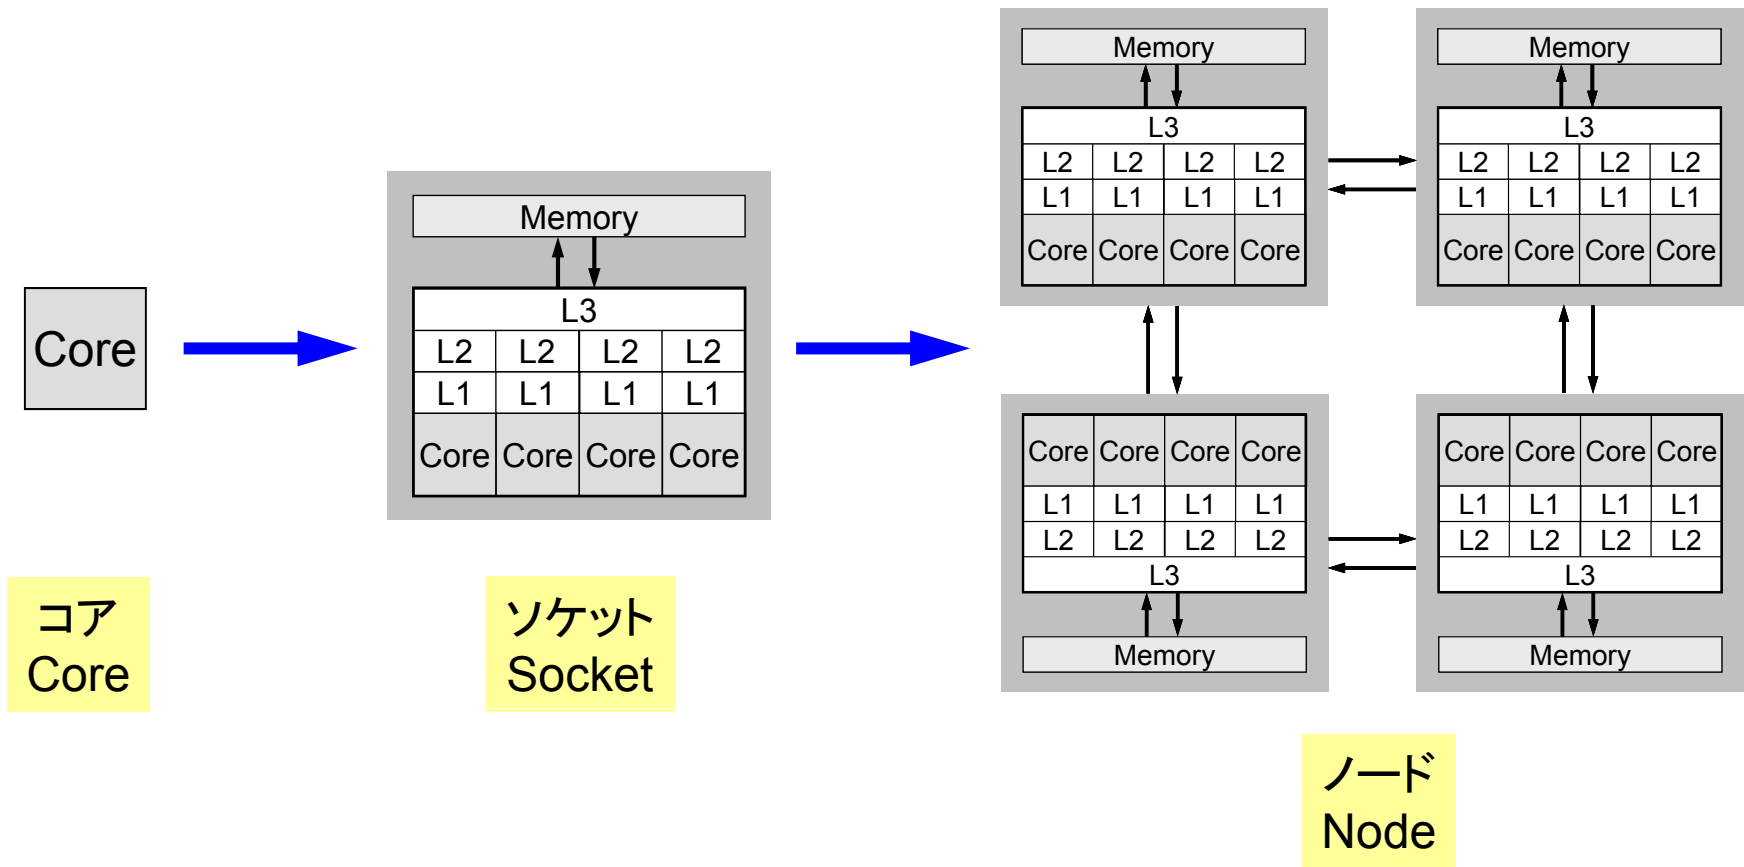 Core
Memory
L3
L2 L2 L2 L2
L1 L1 L1 L1
Core Core Core Core
Memory
L3
L2 L2 L2 L2
L1 L1 L1 L1
Core Core Core Core
Memory
L3
L2 L2 L2 L2
L1 L1 L1 L1
Core Core Core Core
Core Core Core Core
L1 L1 L1 L1
L2 L2 L2 L2
L3
Memory
Core Core Core Core
L1 L1 L1 L1
L2 L2 L2 L2
L3
Memory
コア
Core
ソケット
Socket
ノード
Node